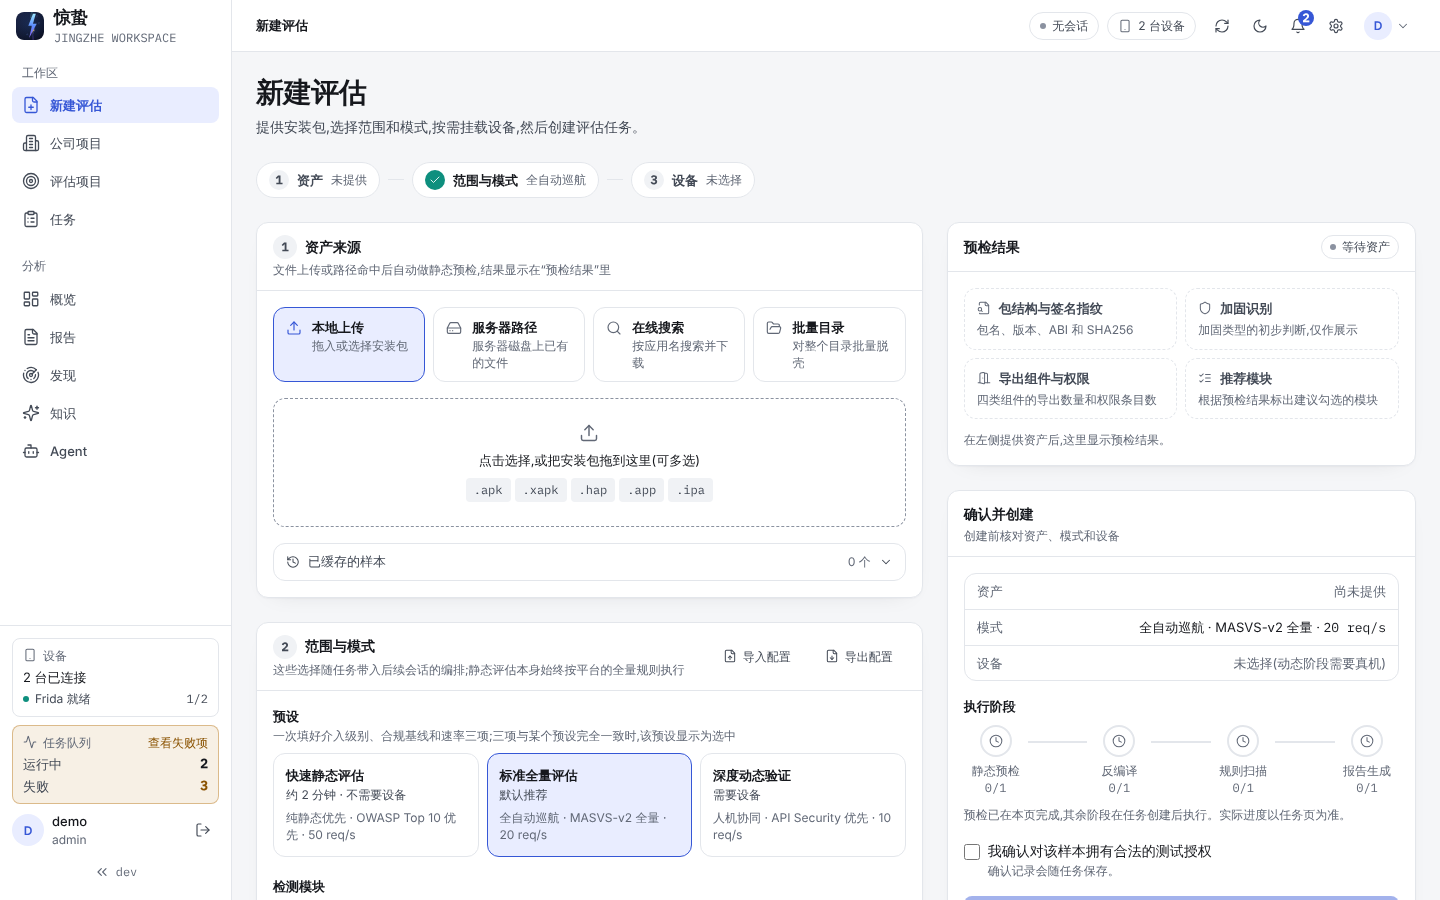 惊蛰
JINGZHE WORKSPACE
工作区
新建评估
公司项目
评估项目
任务
分析
概览
报告
发现
知识
Agent
设备
2 台已连接
Frida 就绪 1/2
任务队列 查看失败项
运行中 2
失败 3
D demo
admin
dev
新建评估
无会话
2 台设备
2
D
新建评估
提供安装包,选择范围和模式,按需挂载设备,然后创建评估任务。
1 资产 未提供
范围与模式 全自动巡航
3 设备 未选择
1 资产来源
文件上传或路径命中后自动做静态预检,结果显示在"预检结果"里
本地上传
拖入或选择安装包
服务器路径
服务器磁盘上已有
的文件
在线搜索
按应用名搜索并下
载
批量目录
对整个目录批量脱
壳
点击选择,或把安装包拖到这里(可多选)
.apk .xapk .hap .app .ipa
已缓存的样本 0 个
2 范围与模式
这些选择随任务带入后续会话的编排;静态评估本身始终按平台的全量规则执行
导入配置
导出配置
预设
一次填好介入级别、合规基线和速率三项;三项与某个预设完全一致时,该预设显示为选中
快速静态评估
约 2 分钟 · 不需要设备
纯静态优先 · OWASP Top 10 优
先 · 50 req/s
标准全量评估
默认推荐
全自动巡航 · MASVS-v2 全量 ·
20 req/s
深度动态验证
需要设备
人机协同 · API Security 优先 · 10
req/s
检测模块
预检结果
等待资产
包结构与签名指纹
包名、版本、ABI 和 SHA256
加固识别
加固类型的初步判断,仅作展示
导出组件与权限
四类组件的导出数量和权限条目数
推荐模块
根据预检结果标出建议勾选的模块
在左侧提供资产后,这里显示预检结果。
确认并创建
创建前核对资产、模式和设备
资产 尚未提供
模式 全自动巡航 · MASVS-v2 全量 · 20 req/s
设备 未选择(动态阶段需要真机)
执行阶段
静态预检 反编译 规则扫描 报告生成
0/1 0/1 0/1 0/1
预检已在本页完成,其余阶段在任务创建后执行。实际进度以任务页为准。
我确认对该样本拥有合法的测试授权
确认记录会随任务保存。